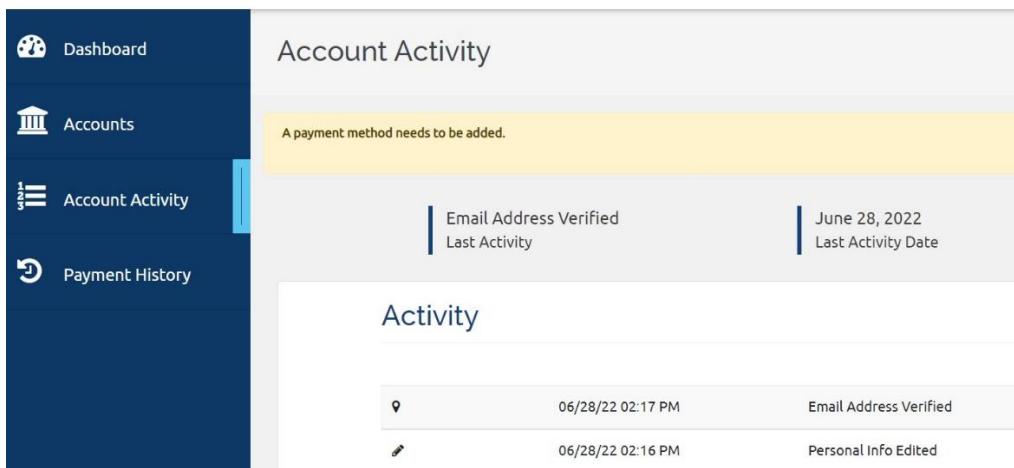 Dashboard
Accounts
Account Activity
Payment History
Account Activity
A payment method needs to be added.
Email Address Verified
Last Activity
June 28, 2022
Last Activity Date
Activity
06/28/22 02:17 PM Email Address Verified
06/28/22 02:16 PM Personal Info Edited